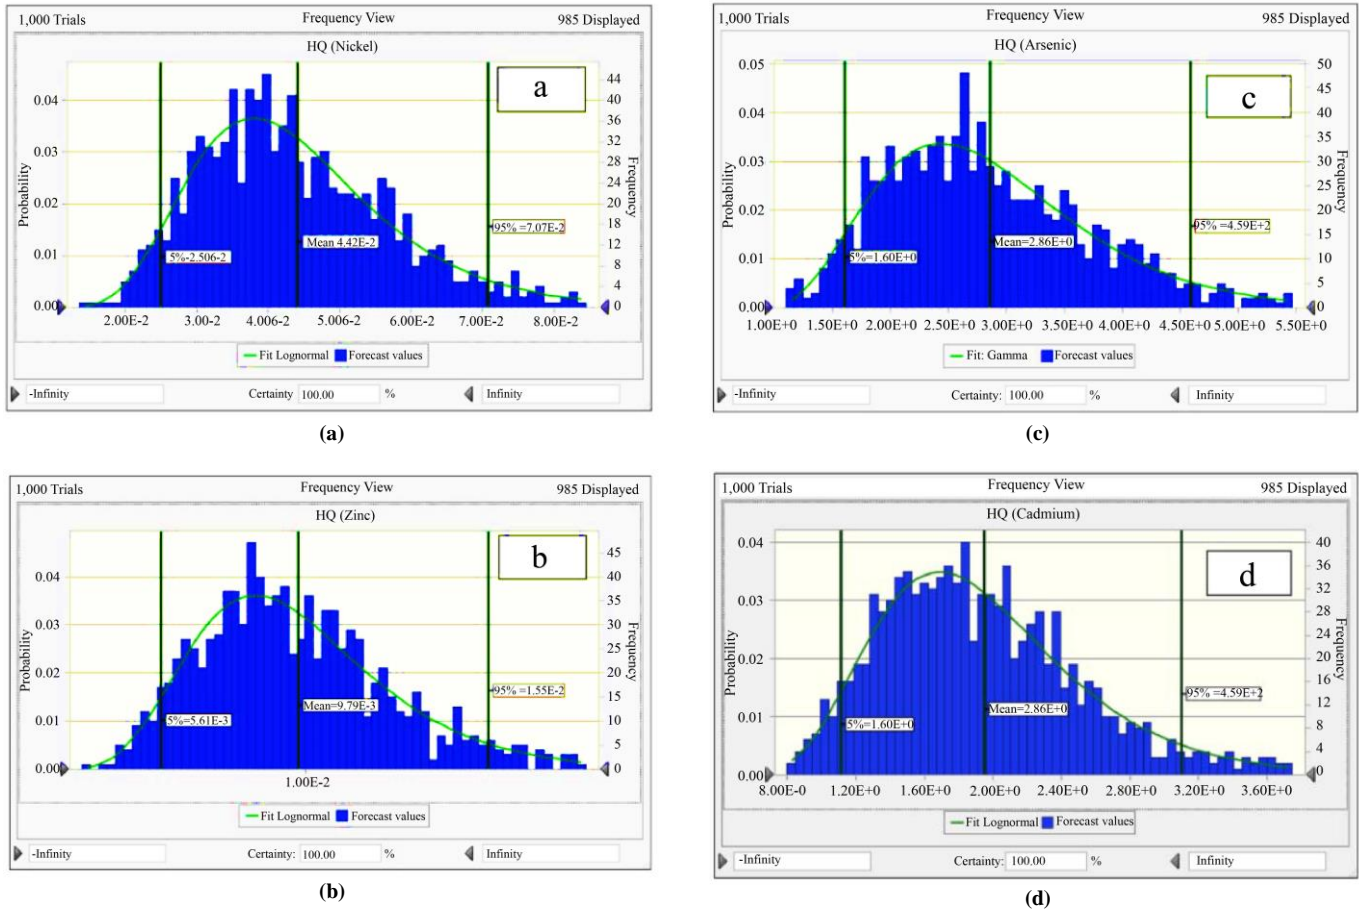 1,000 Trials Frequency View 985 Displayed
HQ (Nickel)
a
Probability
0.04
0.03
0.02
0.01
0.00
44
40
36
32
28
24
20
16
12
8
4
0
Frequency
5%-2.506-2
Mean 4.42E-2
95% =7.07E-2
2.00E-2 3.00-2 4.006-2 5.006-2 6.00E-2 7.00E-2 8.00E-2
Fit Lognormal Forecast values
-Infinity Certainty 100.00 % Infinity
(a)
1,000 Trials Frequency View 985 Displayed
HQ (Arsenic)
c
Probability
0.05
0.04
0.03
0.02
0.01
0.00
50
45
40
35
30
25
20
15
10
5
0
Frequency
5%=1.60E+0
Mean=2.86E+0
95% =4.59E+2
1.00E+0 1.50E+0 2.00E+0 2.50E+0 3.00E+0 3.50E+0 4.00E+0 4.50E+0 5.00E+0 5.50E+0
Fit: Gamma Forecast values
-Infinity Certainty: 100.00 % Infinity
(c)
1,000 Trials Frequency View 985 Displayed
HQ (Zinc)
b
Probability
0.04
0.03
0.02
0.01
0.00
45
40
35
30
25
20
15
10
5
0
Frequency
5%=5.61E-3
Mean=9.79E-3
95% =1.55E-2
1.00E-2
Fit Lognormal Forecast values
-Infinity Certainty: 100.00 % Infinity
(b)
1,000 Trials Frequency View 985 Displayed
HQ (Cadmium)
d
Probability
0.04
0.03
0.02
0.01
0.00
40
36
32
28
24
20
16
12
8
4
0
Frequency
5%=1.60E+0
Mean=2.86E+0
95% =4.59E+2
8.00E-0 1.20E+0 1.60E+0 2.00E+0 2.40E+0 2.80E+0 3.20E+0 3.60E+0
Fit Lognormal Forecast values
-Infinity Certainty: 100.00 % Infinity
(d)